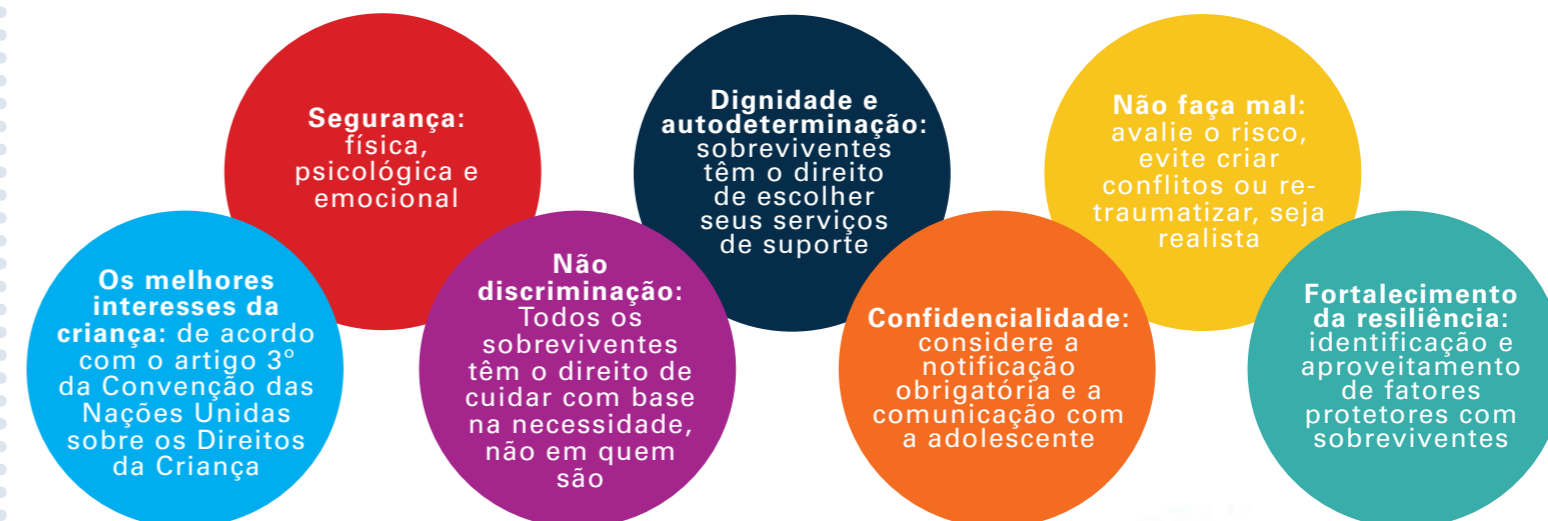 Os melhores
interesses da
criança: de acordo
com o artigo 3º
da Convenção das
Nações Unidas
sobre os Direitos
da Criança
Segurança:
física,
psicológica e
emocional
Não
discriminação:
Todos os
sobreviventes
têm o direito de
cuidar com base
na necessidade,
não em quem
são
Dignidade e
autodeterminação:
sobreviventes
têm o direito
de escolher
seus serviços
de suporte
Confidencialidade:
considere a
notificação
obrigatória e a
comunicação com
a adolescente
Não faça mal:
avalie o risco,
evite criar
conflitos ou re-
traumatizar, seja
realista
Fortalecimento
da resiliência:
identificação e
aproveitamento
de fatores
protetores com
sobreviventes